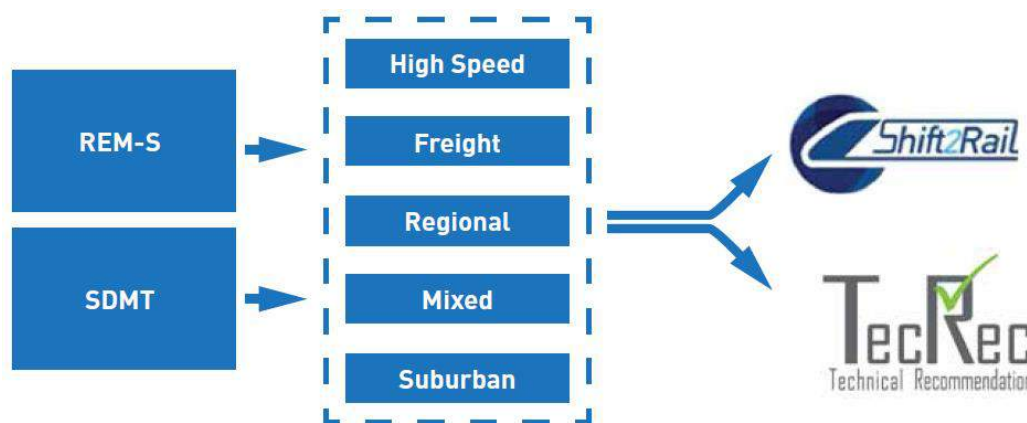 REM-S
SDMT
High Speed
Freight
Regional
Mixed
Suburban
Shift2Rail
TecRec
Technical Recommendation